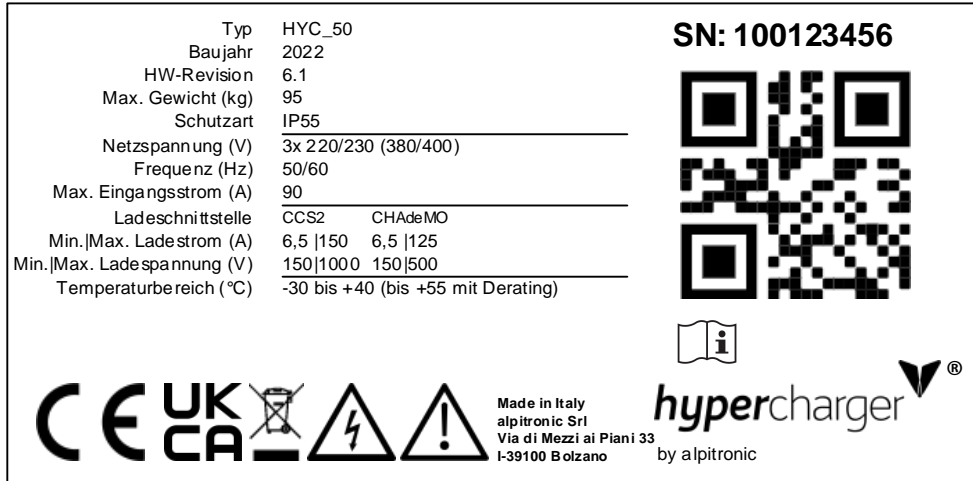 Typ HYC_50
Baujahr 2022
HW-Revision 6.1
Max. Gewicht (kg) 95
Schutzart IP55
Netzspannung (V) 3x 220/230 (380/400)
Frequenz (Hz) 50/60
Max. Eingangsstrom (A) 90
Ladeschnittstelle CCS2 CHAdeMO
Min.|Max. Ladestrom (A) 6,5 |150 6,5 |125
Min.|Max. Ladespannung (V) 150|1000 150|500
Temperaturbereich (°C) -30 bis +40 (bis +55 mit Derating)
SN: 100123456
i
CE UK
CA
Made in Italy
alpitronic Srl
Via di Mezzi ai Piani 33
I-39100 Bolzano
hypercharger ®
by alpitronic